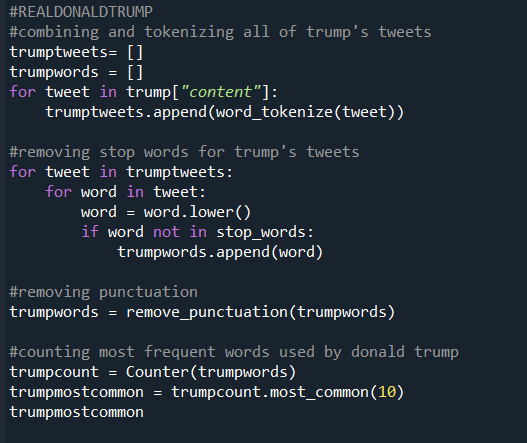 #REALDONALDTRUMP
#combining and tokenizing all of trump's tweets
trumptweets= []
trumpwords = []
for tweet in trump["content"]:
    trumptweets.append(word_tokenize(tweet))

#removing stop words for trump's tweets
for tweet in trumptweets:
    for word in tweet:
        word = word.lower()
        if word not in stop_words:
            trumpwords.append(word)

#removing punctuation
trumpwords = remove_punctuation(trumpwords)

#counting most frequent words used by donald trump
trumpcount = Counter(trumpwords)
trumpmostcommon = trumpcount.most_common(10)
trumpmostcommon